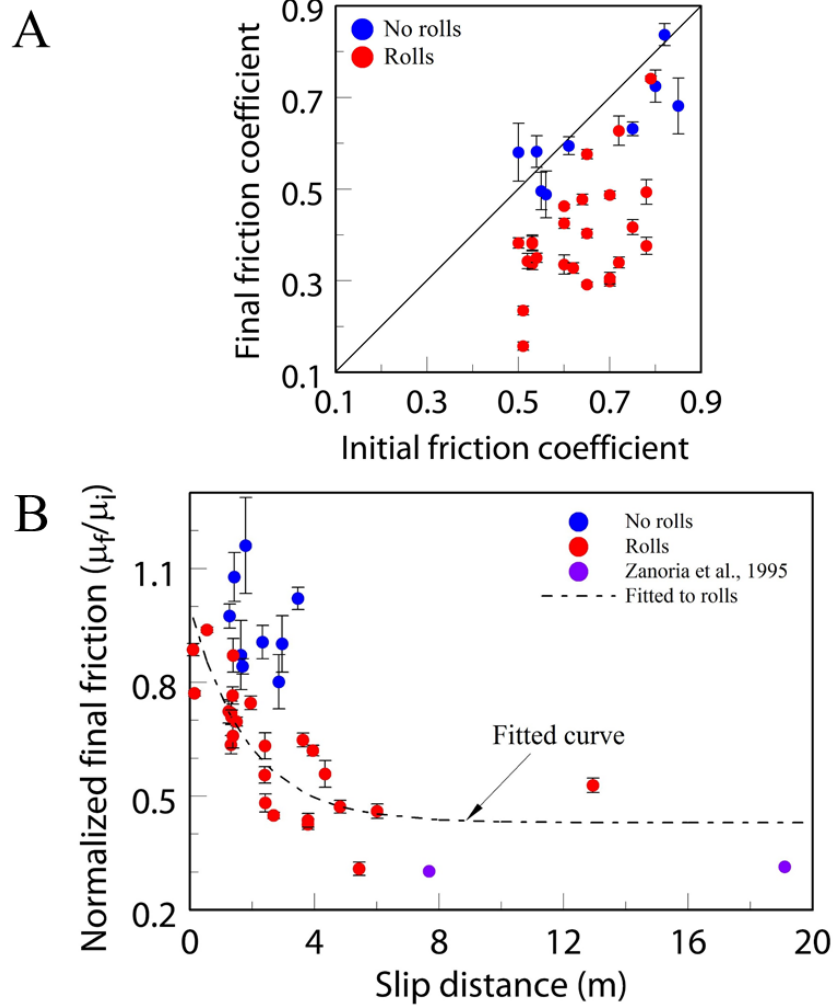 A
No rolls
Rolls
Final friction coefficient
0.9
0.7
0.5
0.3
0.1
0.1 0.3 0.5 0.7 0.9
Initial friction coefficient
B
No rolls
Rolls
Zanoria et al., 1995
Fitted to rolls
Fitted curve
Normalized final friction (μf/μi)
1.1
0.8
0.5
0.2
0 4 8 12 16 20
Slip distance (m)